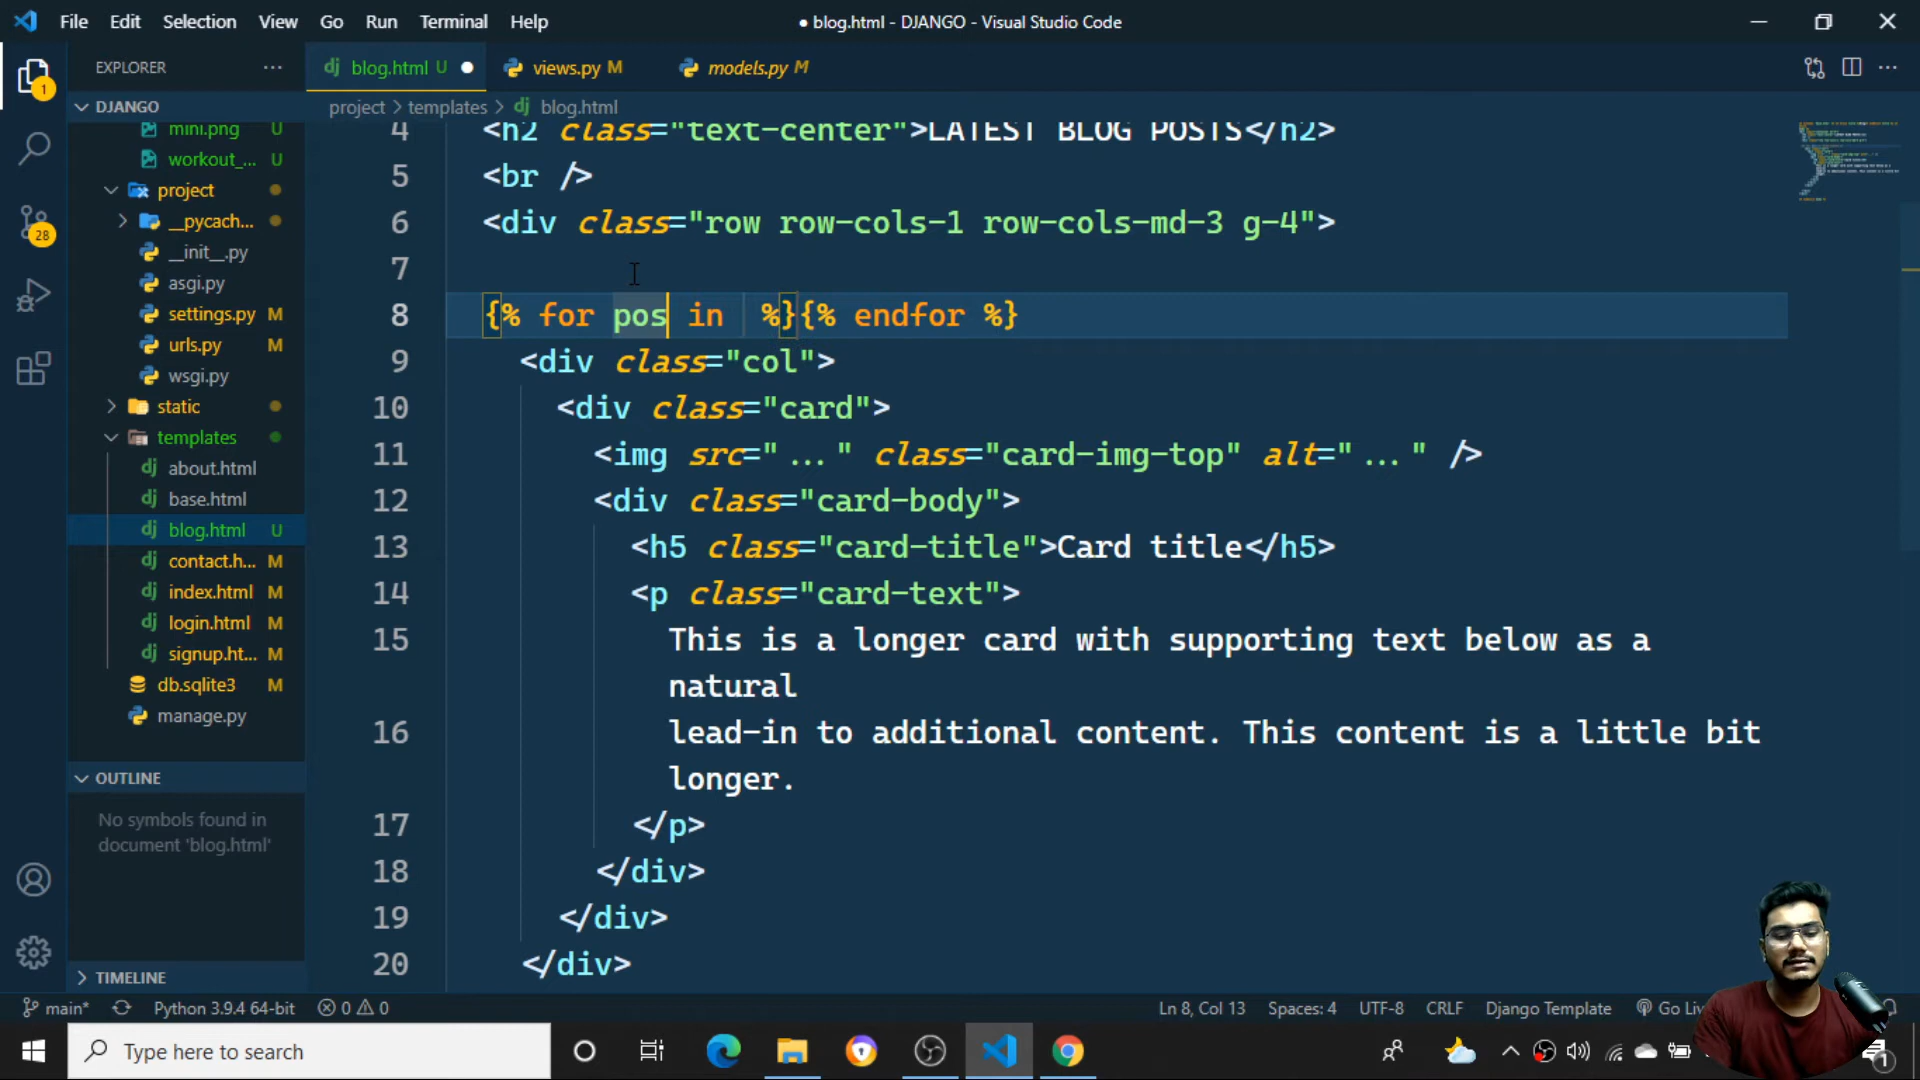 File Edit Selection View Go Run Terminal Help
● blog.html - DJANGO - Visual Studio Code
EXPLORER
blog.html U
views.py M
models.py M
1
DJANGO
project > templates > blog.html
mini.png U
workout_... U
project
__pycach...
__init__.py
asgi.py
settings.py M
urls.py M
wsgi.py
static
templates
about.html
base.html
blog.html U
contact.h... M
index.html M
login.html M
signup.ht... M
db.sqlite3 M
manage.py
28
OUTLINE
No symbols found in
document 'blog.html'
TIMELINE
4 <h2 class="text-center">LATEST BLOG POSTS</h2>
5 <br />
6 <div class="row row-cols-1 row-cols-md-3 g-4">
7
8 {% for pos in  %}{% endfor %}
9 <div class="col">
10 <div class="card">
11 <img src="..." class="card-img-top" alt="..." />
12 <div class="card-body">
13 <h5 class="card-title">Card title</h5>
14 <p class="card-text">
15 This is a longer card with supporting text below as a
natural
16 lead-in to additional content. This content is a little bit
longer.
17 </p>
18 </div>
19 </div>
20 </div>
main* Python 3.9.4 64-bit 0 0
Ln 8, Col 13 Spaces: 4 UTF-8 CRLF Django Template Go
Type here to search
1